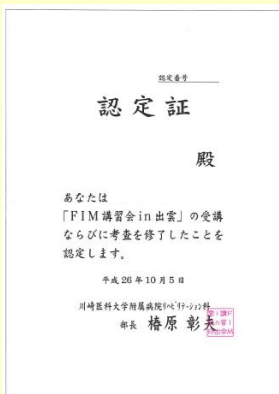 認定番号
認定証
殿
あなたは
「FIM講習会in出雲」の受講
ならびに考査を修了したことを
認定します。
平成26年10月5日
川崎医科大学附属病院リハビリテーション科
部長 椿原彰夫